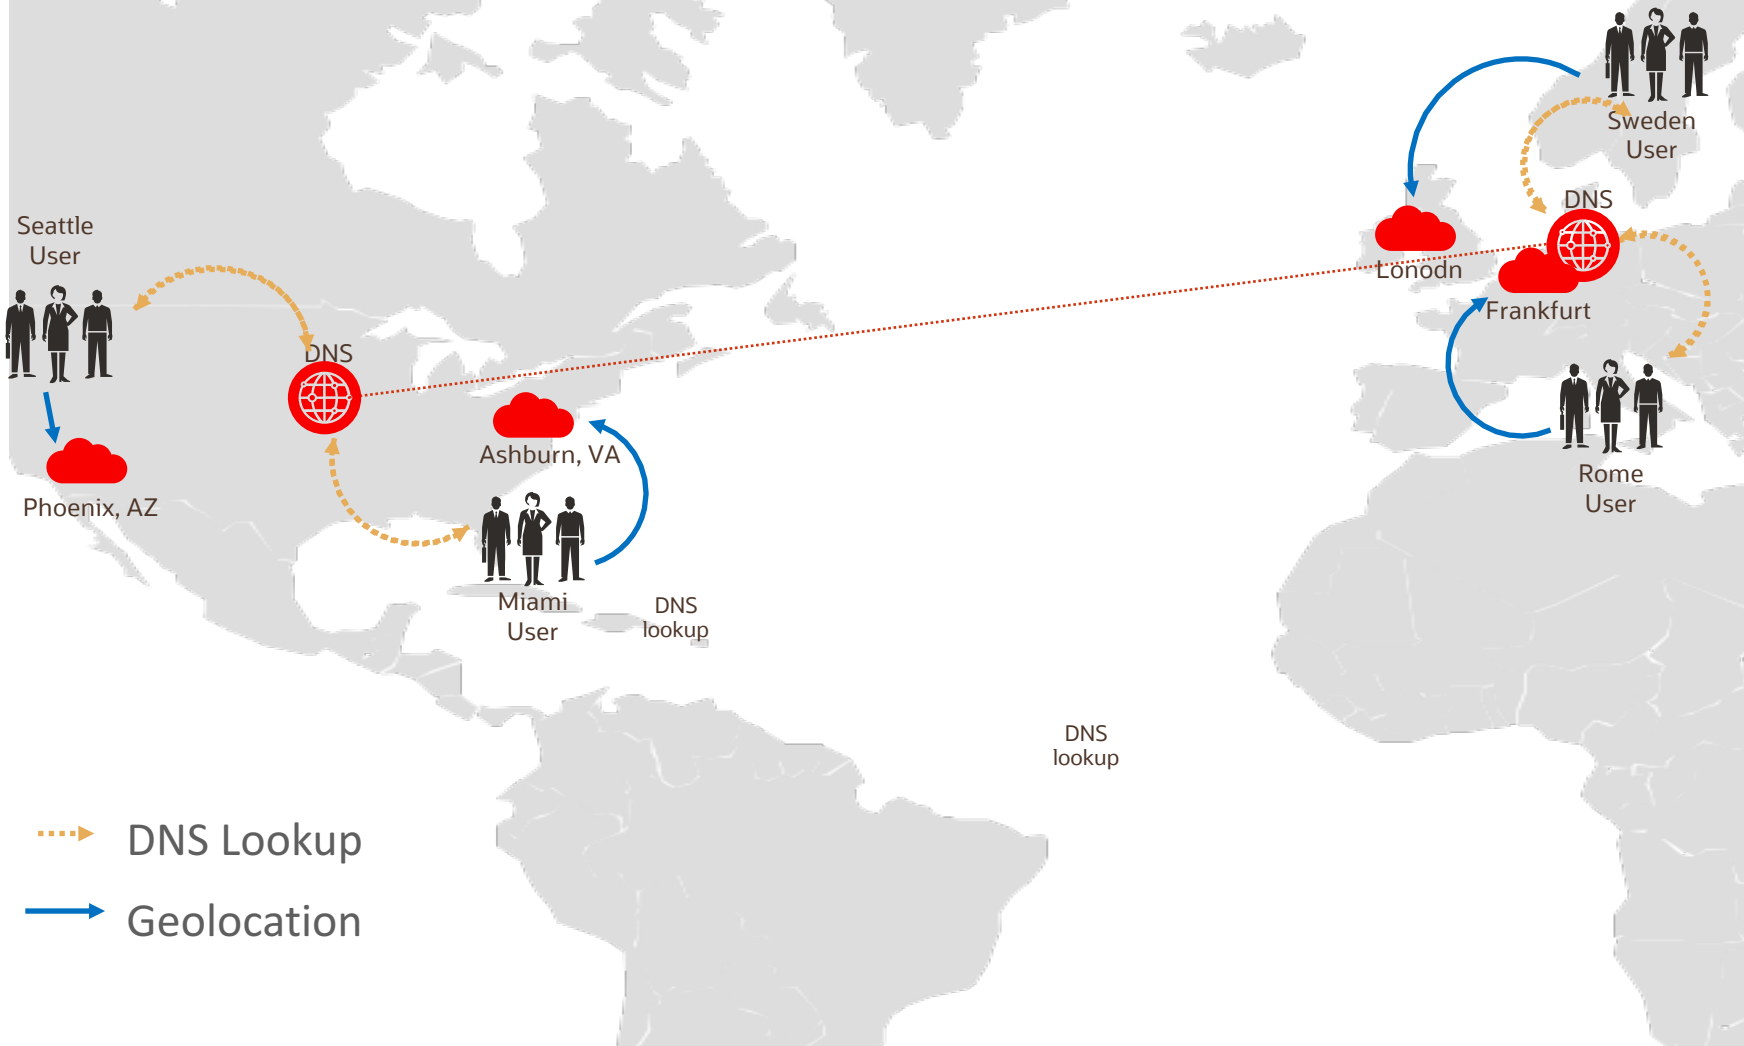 Sweden
User
DNS
Seattle
User
Lonodn
Frankfurt
DNS
Ashburn, VA
Phoenix, AZ
Rome
User
Miami
User
DNS
lookup
DNS
lookup
DNS Lookup
Geolocation